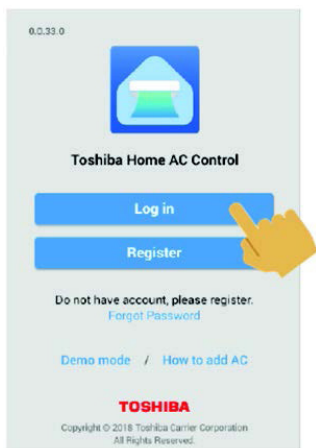 0.0.33.0
Toshiba Home AC Control
Log in
Register
Do not have account, please register.
Forgot Password
Demo mode / How to add AC
TOSHIBA
Copyright © 2018 Toshiba Carrier Corporation
All Rights Reserved.